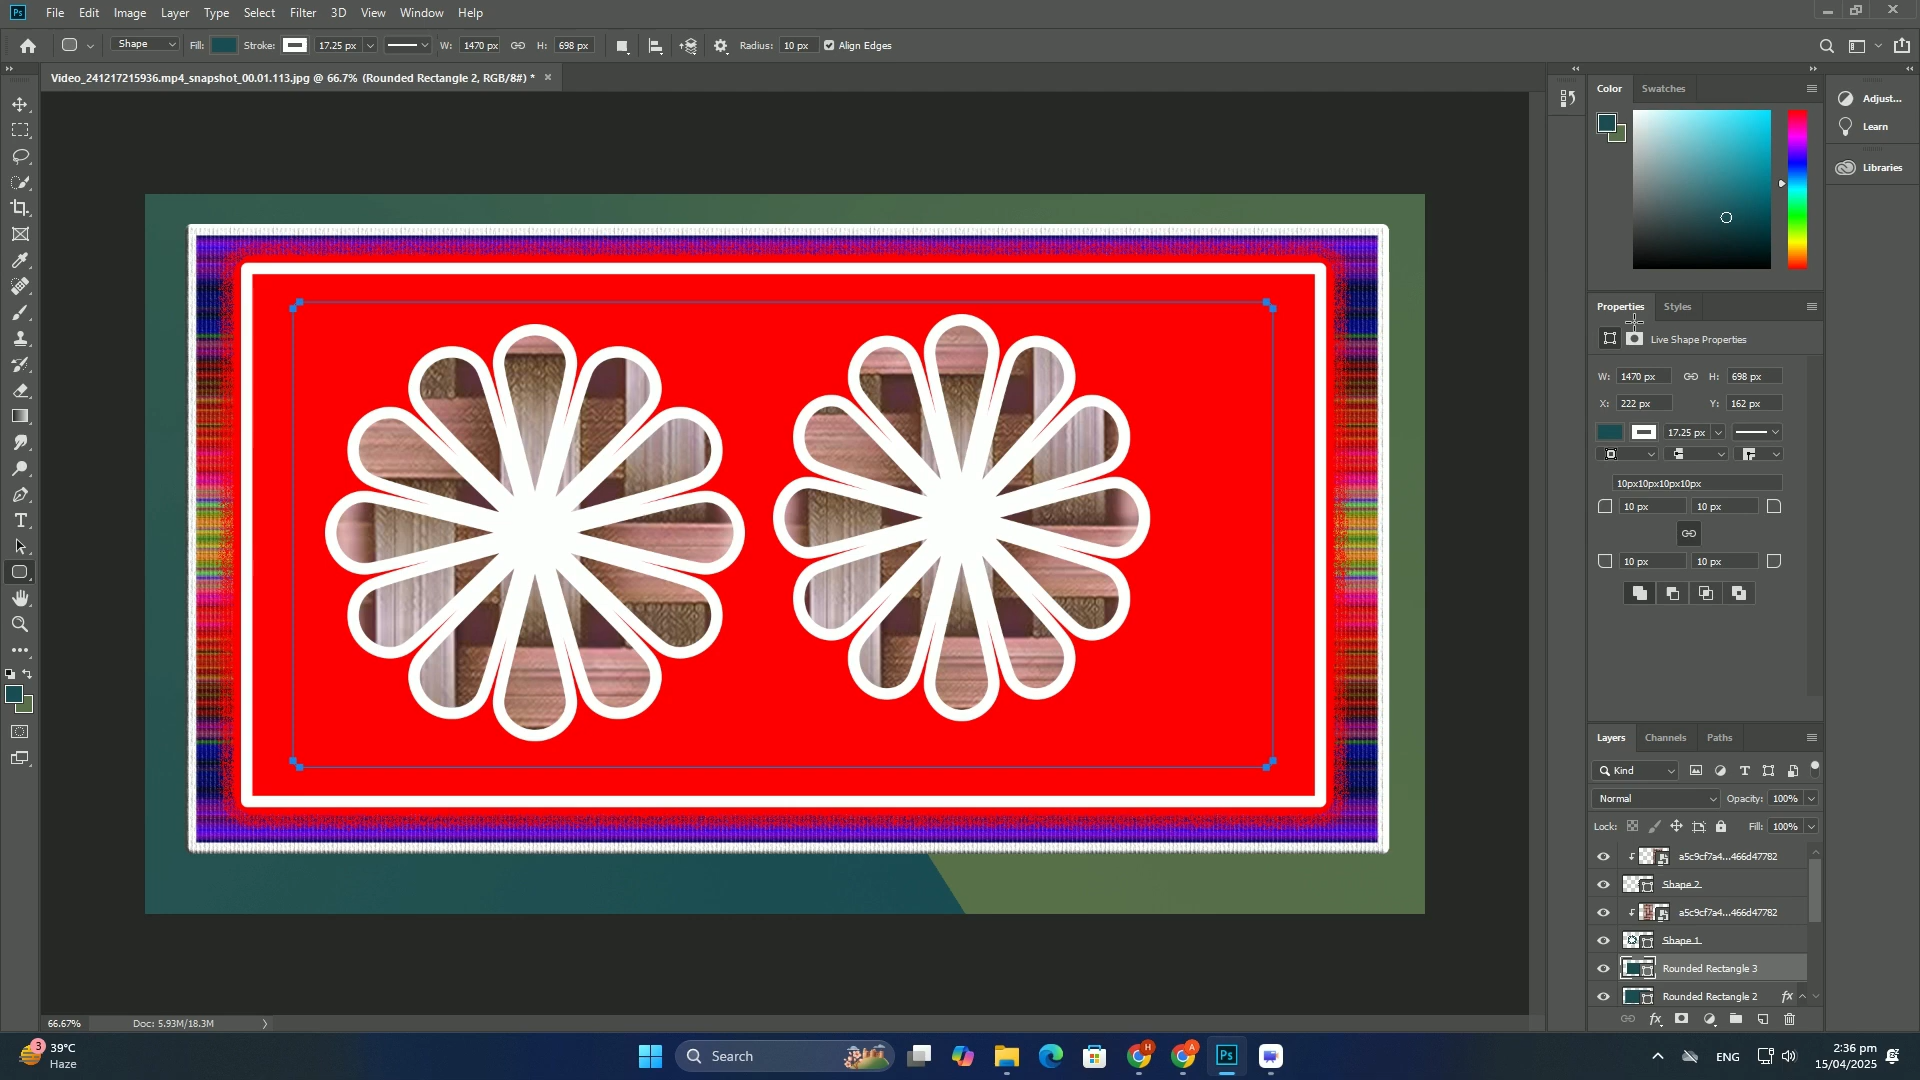 Ps File Edit Image Layer Type Select Filter 3D View Window Help
Shape Fill: Stroke: 17.25 px W: 1470 px H: 698 px Radius: 10 px Align Edges
Video_241217215936.mp4_snapshot_00.01.113.jpg @ 66.7% (Rounded Rectangle 2, RGB/8#) * ×
Color Swatches
Adjust...
Learn
Libraries
Properties Styles
Live Shape Properties
W: 1470 px H: 698 px
X: 222 px Y: 162 px
17.25 px
10px10px10px10px
10 px 10 px
10 px 10 px
Layers Channels Paths
Kind
Normal Opacity: 100%
Lock: Fill: 100%
a5c9cf7a4...466d47782
Shape 2
a5c9cf7a4...466d47782
Shape 1
Rounded Rectangle 3
Rounded Rectangle 2 fx
fx
66.67% Doc: 5.93M/18.3M
3
39°C
Haze
Search
H
A
Ps
ENG
2:36 pm
15/04/2025